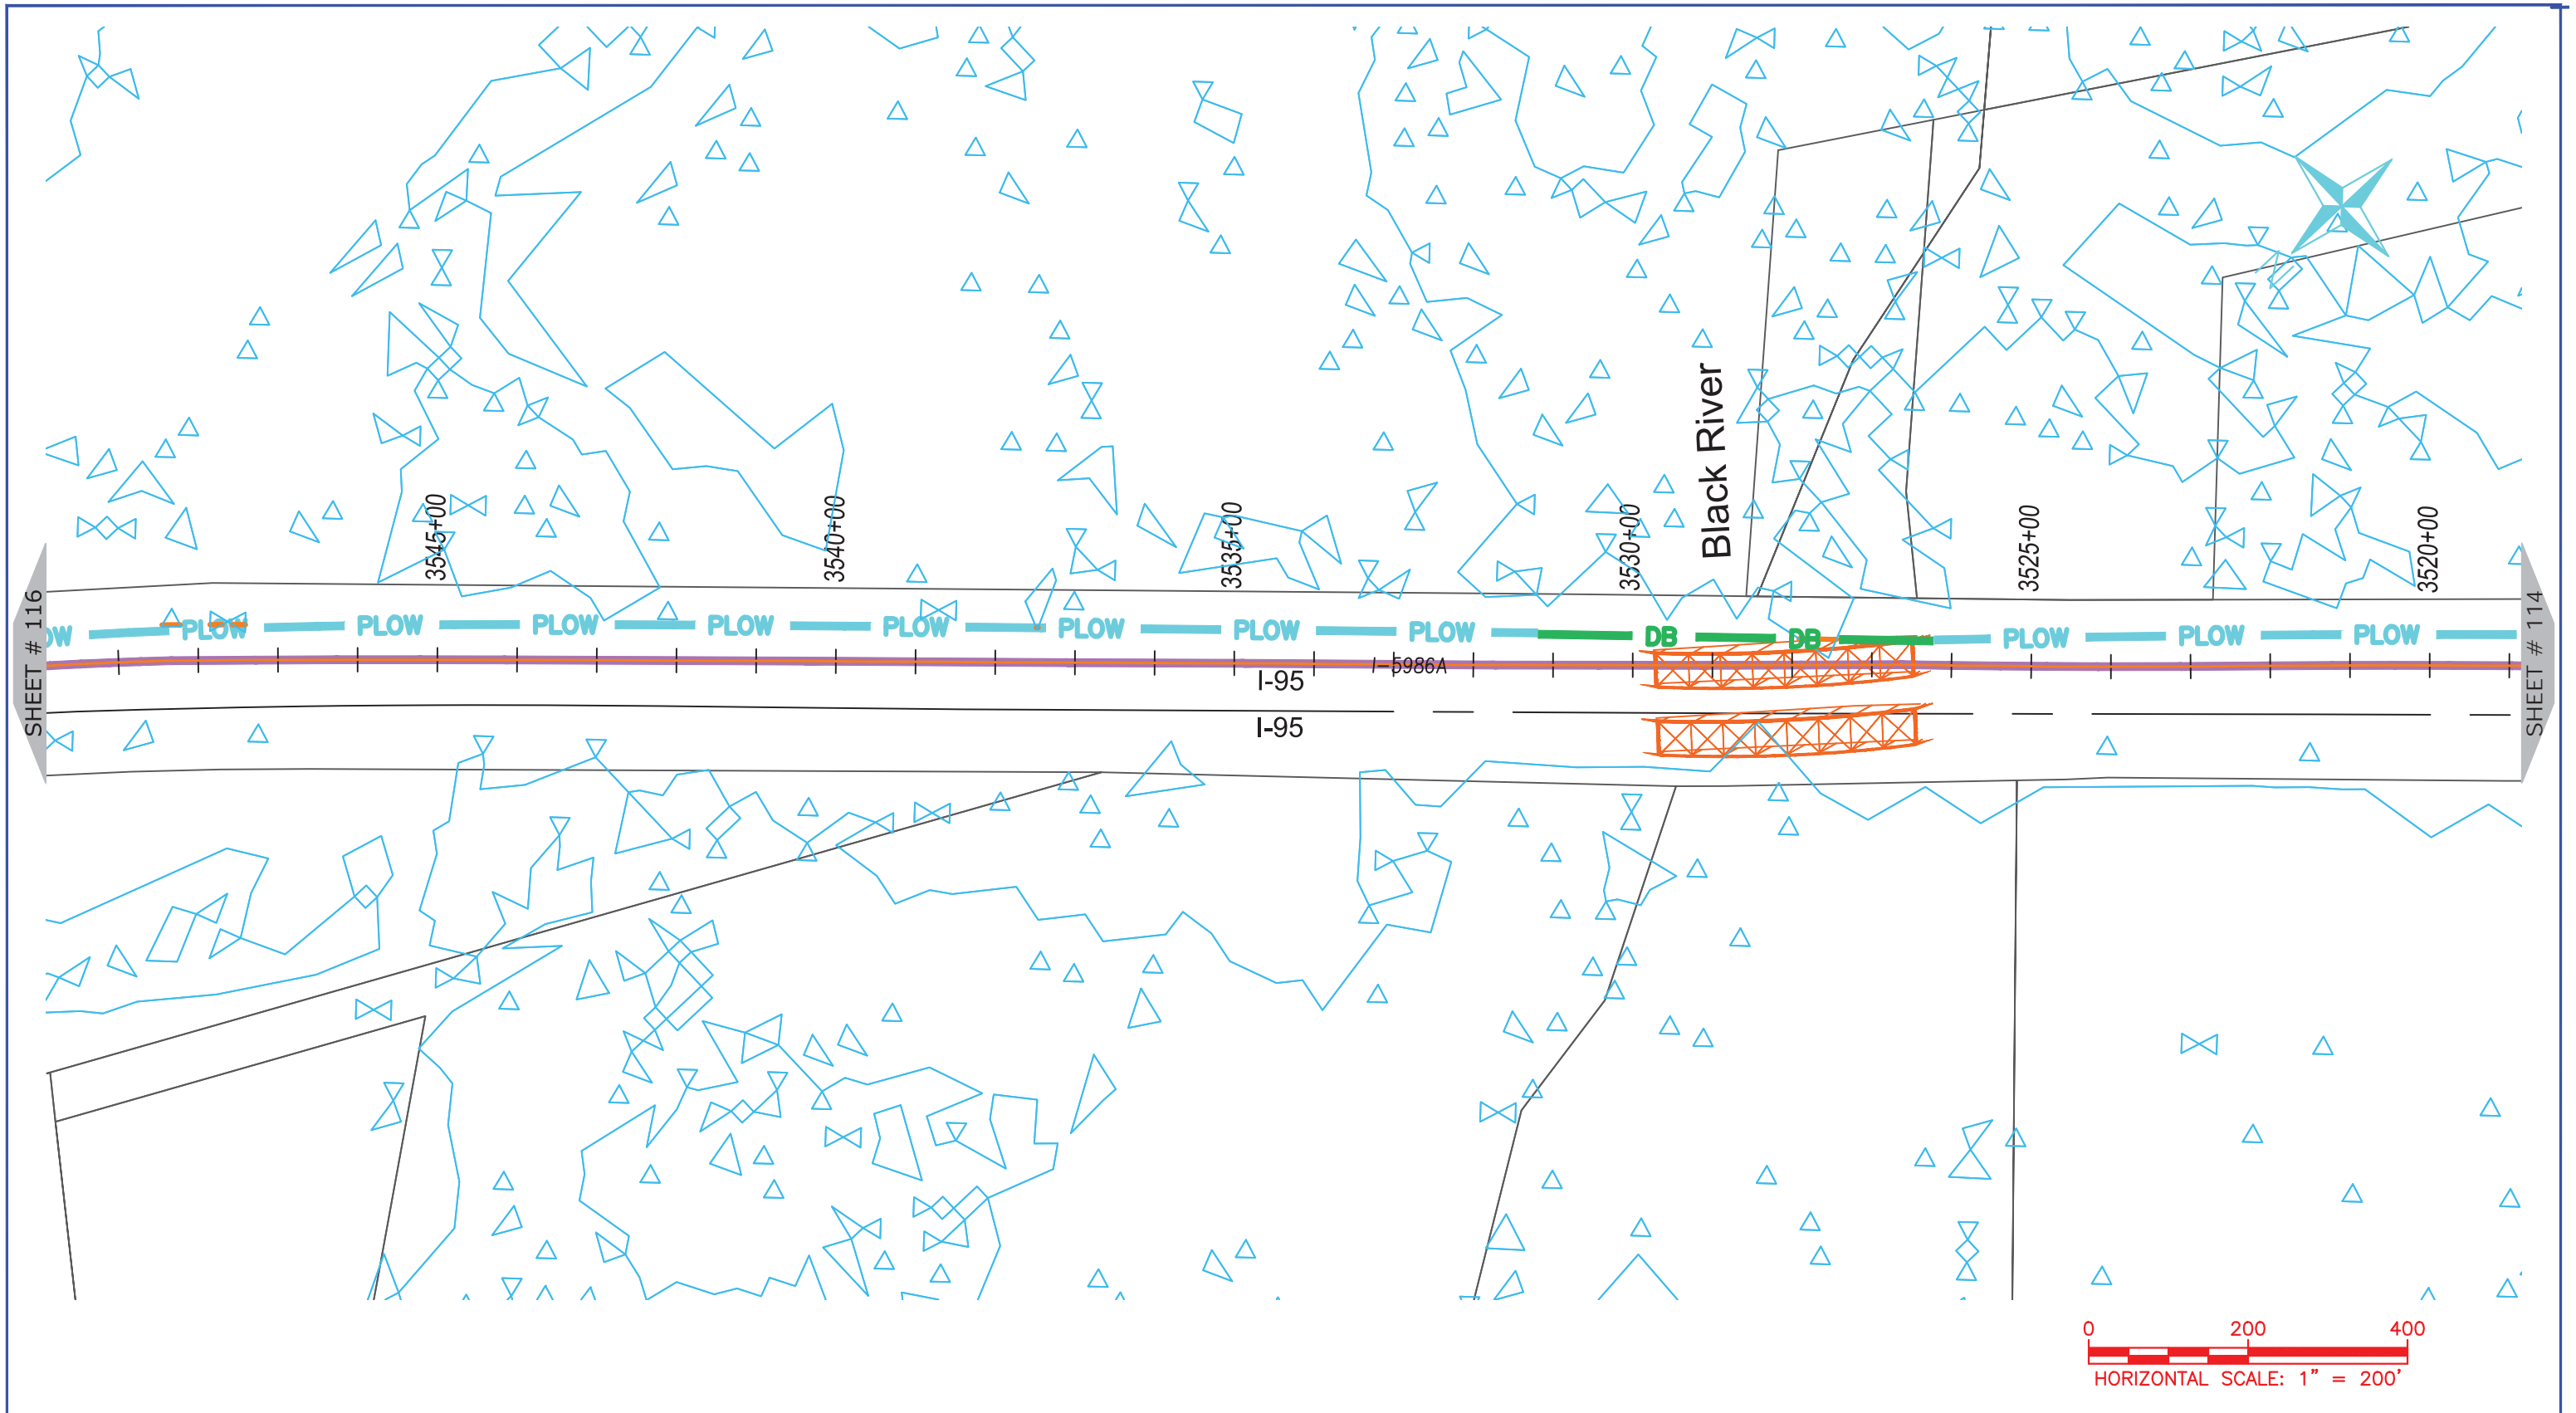 Black River
3545+00
3540+00
3535+00
3530+00
3525+00
3520+00
SHEET # 116
OW
PLOW
PLOW
PLOW
PLOW
PLOW
PLOW
PLOW
PLOW
DB
DB
PLOW
PLOW
PLOW
SHEET # 114
I-5986A
I-95
I-95
N
0 200 400
HORIZONTAL SCALE: 1” = 200’